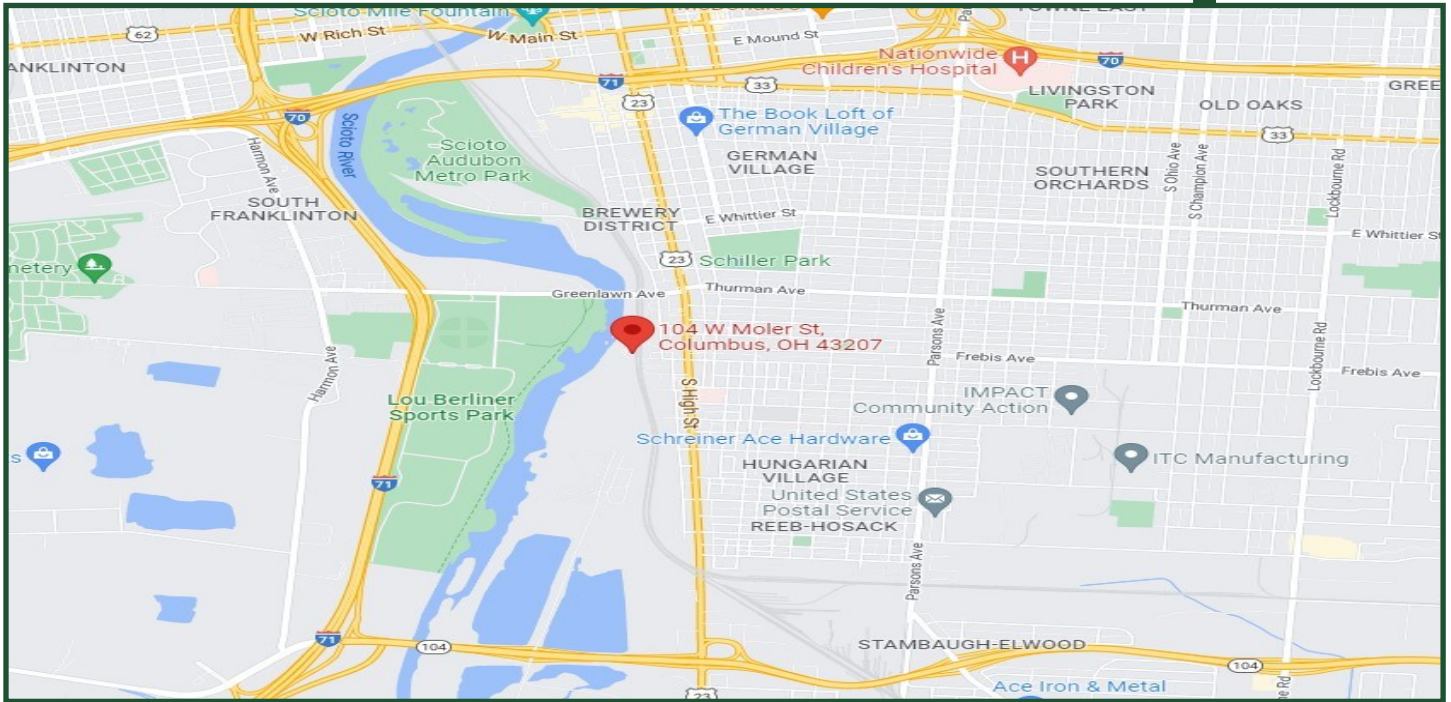 Scioto Mile Fountain
TOWNE EAST
62
W Rich St
W Main St
E Mound St
ANKLINTON
Nationwide
Children's Hospital
H
70
71
33
23
LIVINGSTON
PARK
GREE
OLD OAKS
70
Scioto River
The Book Loft of
German Village
33
Harmon Ave
Scioto
Audubon
Metro Park
GERMAN
VILLAGE
SOUTHERN
ORCHARDS
S Ohio Ave
S Champion Ave
Lockbourne Rd
SOUTH
FRANKLINTON
BREWERY
DISTRICT
E Whittier St
E Whittier St
netery
23
Schiller Park
Greenlawn Ave
Thurman Ave
Thurman Ave
104 W Moler St,
Columbus, OH 43207
Parsons Ave
Frebis Ave
Frebis Ave
Lockbourne Rd
Harmon Ave
S High St
Lou Berliner
Sports Park
IMPACT
Community Action
Schreiner Ace Hardware
s
HUNGARIAN
VILLAGE
ITC Manufacturing
71
United States
Postal Service
REEB-HOSACK
Parsons Ave
71
104
STAMBAUGH-ELWOOD
104
23
Ace Iron & Metal
ne Rd